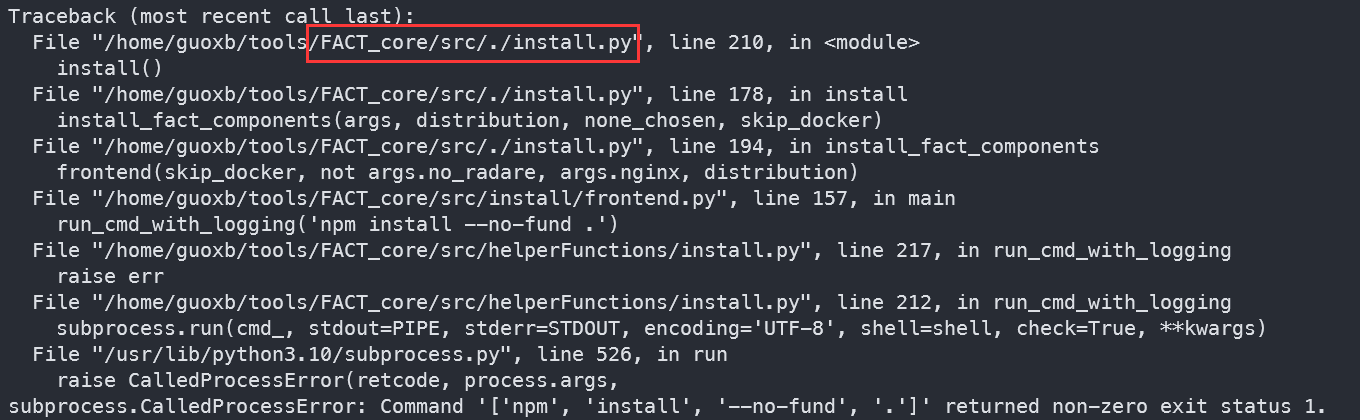 Traceback (most recent call last):
File "/home/guoxb/tools/FACT_core/src/./install.py", line 210, in <module>
install()
File "/home/guoxb/tools/FACT_core/src/./install.py", line 178, in install
install_fact_components(args, distribution, none_chosen, skip_docker)
File "/home/guoxb/tools/FACT_core/src/./install.py", line 194, in install_fact_components
frontend(skip_docker, not args.no_radare, args.nginx, distribution)
File "/home/guoxb/tools/FACT_core/src/install/frontend.py", line 157, in main
run_cmd_with_logging('npm install --no-fund .')
File "/home/guoxb/tools/FACT_core/src/helperFunctions/install.py", line 217, in run_cmd_with_logging
raise err
File "/home/guoxb/tools/FACT_core/src/helperFunctions/install.py", line 212, in run_cmd_with_logging
subprocess.run(cmd_, stdout=PIPE, stderr=STDOUT, encoding='UTF-8', shell=shell, check=True, **kwargs)
File "/usr/lib/python3.10/subprocess.py", line 526, in run
raise CalledProcessError(retcode, process.args,
subprocess.CalledProcessError: Command '['npm', 'install', '--no-fund', '.']' returned non-zero exit status 1.